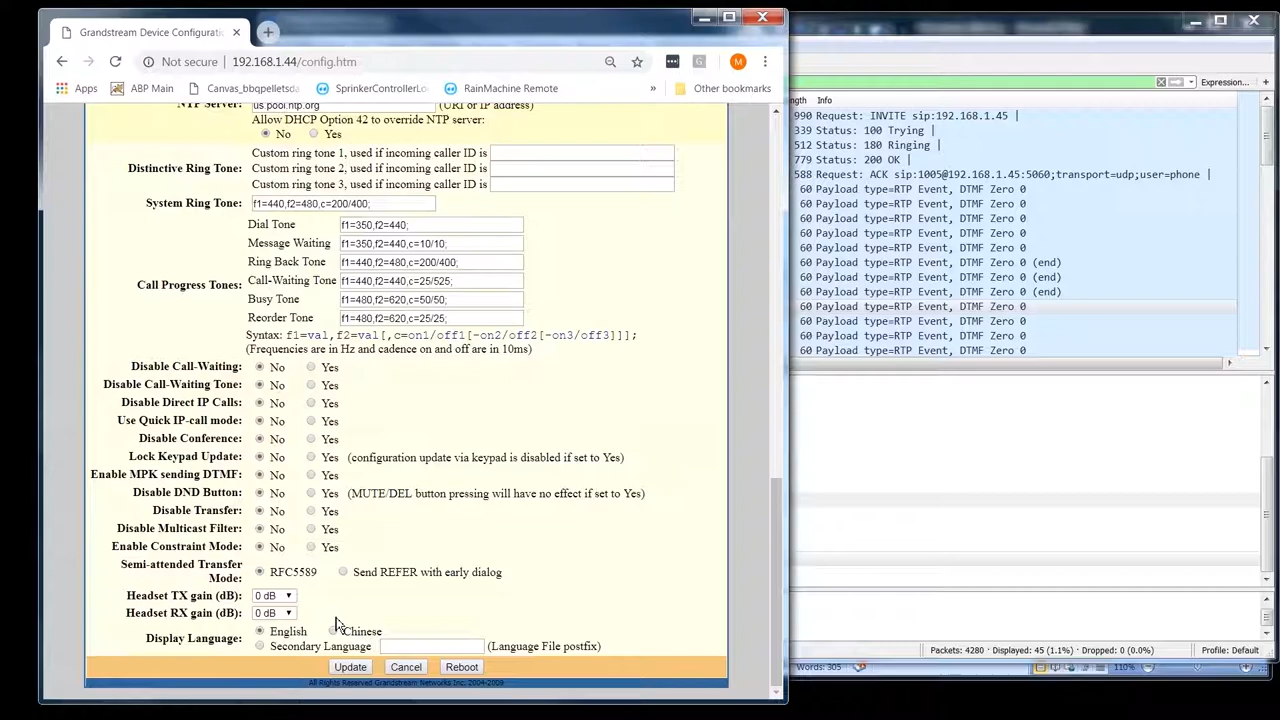 Grandstream Device Configurati
Not secure | 192.168.1.44/config.htm
M
G
Apps ABP Main Canvas_bbqpelletsda SprinkerControllerLo RainMachine Remote » Other bookmarks
NTP Server: us.pool.ntp.org (URI or IP address)
Allow DHCP Option 42 to override NTP server:
No Yes
Distinctive Ring Tone:
Custom ring tone 1, used if incoming caller ID is
Custom ring tone 2, used if incoming caller ID is
Custom ring tone 3, used if incoming caller ID is
System Ring Tone: f1=440,f2=480,c=200/400;
Call Progress Tones:
Dial Tone f1=350,f2=440;
Message Waiting f1=350,f2=440,c=10/10;
Ring Back Tone f1=440,f2=480,c=200/400;
Call-Waiting Tone f1=440,f2=440,c=25/525;
Busy Tone f1=480,f2=620,c=50/50;
Reorder Tone f1=480,f2=620,c=25/25;
Syntax: f1=val,f2=val[,c=on1/off1[-on2/off2[-on3/off3]]];
(Frequencies are in Hz and cadence on and off are in 10ms)
Disable Call-Waiting: No Yes
Disable Call-Waiting Tone: No Yes
Disable Direct IP Calls: No Yes
Use Quick IP-call mode: No Yes
Disable Conference: No Yes
Lock Keypad Update: No Yes (configuration update via keypad is disabled if set to Yes)
Enable MPK sending DTMF: No Yes
Disable DND Button: No Yes (MUTE/DEL button pressing will have no effect if set to Yes)
Disable Transfer: No Yes
Disable Multicast Filter: No Yes
Enable Constraint Mode: No Yes
Semi-attended Transfer Mode: RFC5589 Send REFER with early dialog
Headset TX gain (dB): 0 dB
Headset RX gain (dB): 0 dB
Display Language: English Chinese
Secondary Language (Language File postfix)
Update Cancel Reboot
All Rights Reserved Grandstream Networks Inc. 2004-2009
Expression...
ngth Info
990 Request: INVITE sip:192.168.1.45 |
339 Status: 100 Trying |
512 Status: 180 Ringing |
779 Status: 200 OK |
588 Request: ACK sip:1005@192.168.1.45:5060;transport=udp;user=phone |
60 Payload type=RTP Event, DTMF Zero 0
60 Payload type=RTP Event, DTMF Zero 0
60 Payload type=RTP Event, DTMF Zero 0
60 Payload type=RTP Event, DTMF Zero 0
60 Payload type=RTP Event, DTMF Zero 0
60 Payload type=RTP Event, DTMF Zero 0 (end)
60 Payload type=RTP Event, DTMF Zero 0 (end)
60 Payload type=RTP Event, DTMF Zero 0 (end)
60 Payload type=RTP Event, DTMF Zero 0
60 Payload type=RTP Event, DTMF Zero 0
60 Payload type=RTP Event, DTMF Zero 0
60 Payload type=RTP Event, DTMF Zero 0
Packets: 4280 · Displayed: 45 (1.1%) · Dropped: 0 (0.0%) Profile: Default
Words: 305 110%